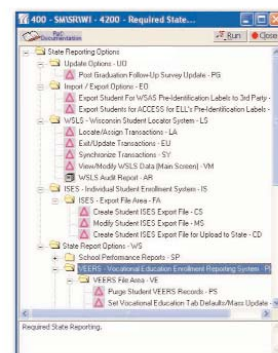 400 - SMISRWI1 - 4200 - Required State...
PaC
Documentation
Run
Close
State Reporting Options
Update Options - UO
Post Graduation Follow-Up Survey Update - PG
Import / Export Options - EO
Export Student For WSAS Pre-Identification Labels to 3rd Party -
Export Students for ACCESS for ELL's Pre-Identification Labels -
WSLS - Wisconsin Student Locator System - LS
Locate/Assign Transactions - LA
Exit/Update Transactions - EU
Synchronize Transactions - SY
View/Modify WSLS Data (Main Screen) - VM
WSLS Audit Report - AR
ISES - Individual Student Enrollment System - IS
ISES - Export File Area - FA
Create Student ISES Export File - CS
Modify Student ISES Export File - MS
Create Student ISES Export File for Upload to State - CD
State Report Options - WS
School Performance Reports - SP
VEERS - Vocational Education Enrollment Reporting System -
VEERS File Area - VE
Purge Student VEERS Records - PS
Set Vocational Education Tab Defaults/Mass Update -
Required State Reporting.